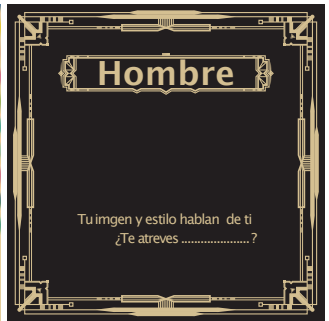 Hombre
Tu imgen y estilo hablan de ti
¿Te atreves .....................?